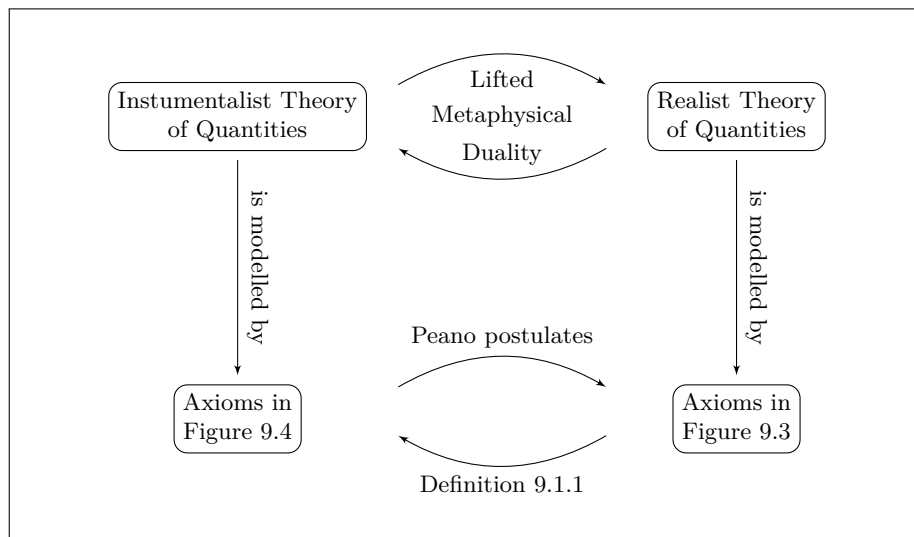 Instumentalist Theory
of Quantities
Lifted
Metaphysical
Duality
Realist Theory
of Quantities
is modelled by
is modelled by
Peano postulates
Axioms in
Figure 9.4
Axioms in
Figure 9.3
Definition 9.1.1